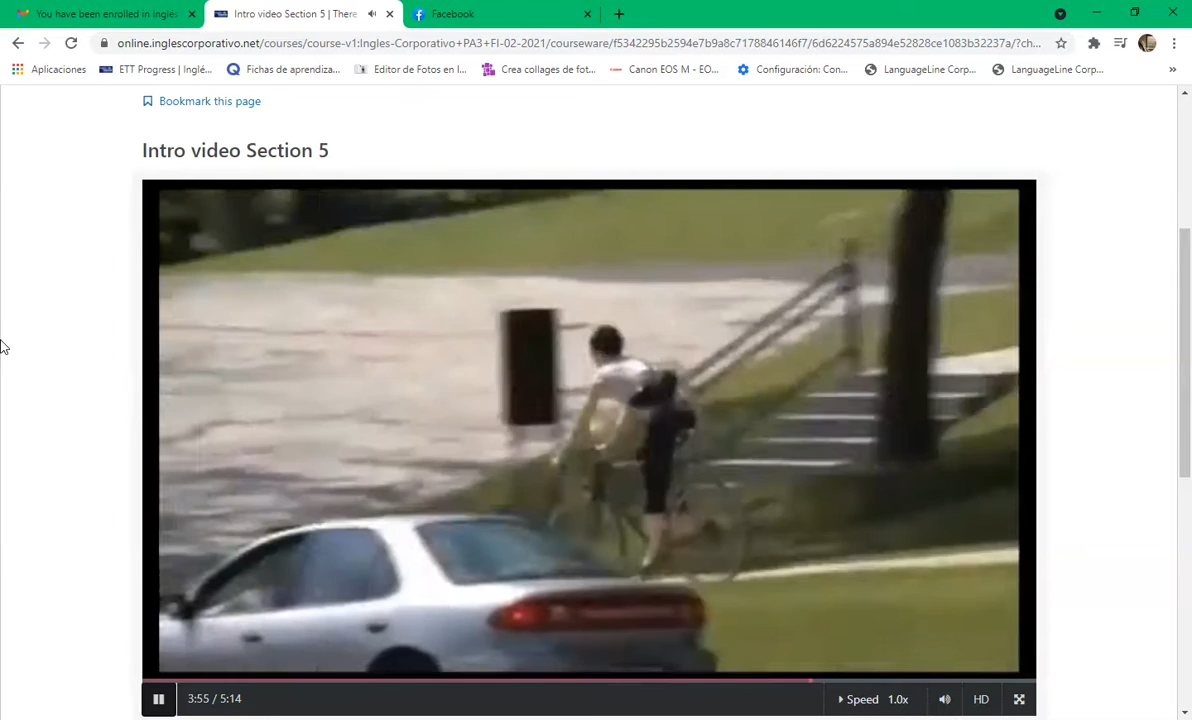 You have been enrolled in Inglés
Intro video Section 5 | There
Facebook
online.inglescorporativo.net/courses/course-v1:Ingles-Corporativo+PA3+FI-02-2021/courseware/f5342295b2594e7b9a8c7178846146f7/6d6224575a894e52828ce1083b32237a/?ch...
Aplicaciones
ETT Progress | Inglé...
Fichas de aprendiza...
Editor de Fotos en l...
Crea collages de fot...
Canon EOS M - EO...
Configuración: Con...
LanguageLine Corp...
LanguageLine Corp...
»
Bookmark this page
Intro video Section 5
3:55 / 5:14
Speed 1.0x
HD